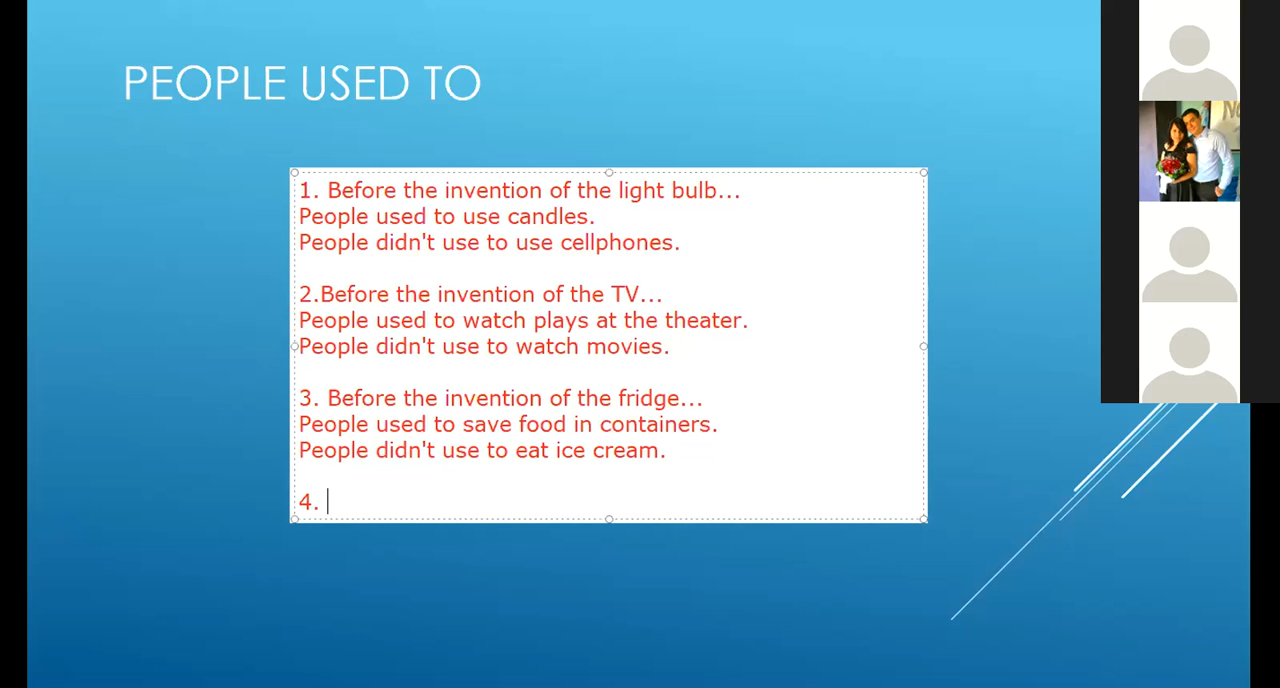 PEOPLE USED TO
1. Before the invention of the light bulb...
People used to use candles.
People didn't use to use cellphones.
2.Before the invention of the TV...
People used to watch plays at the theater.
People didn't use to watch movies.
3. Before the invention of the fridge...
People used to save food in containers.
People didn't use to eat ice cream.
4.